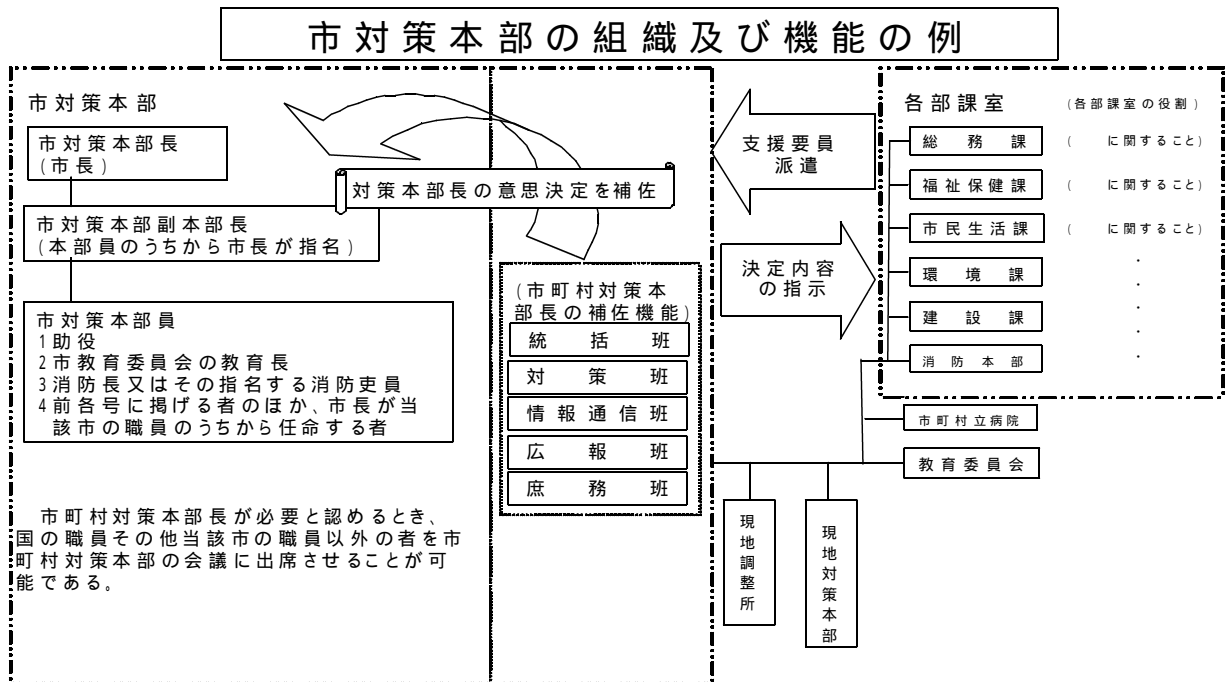 市対策本部の組織及び機能の例
市対策本部
市対策本部長
(市長)
市対策本部副本部長
(本部員のうちから市長が指名)
市対策本部員
1助役
2市教育委員会の教育長
3消防長又はその指名する消防吏員
4前各号に掲げる者のほか、市長が当
該市の職員のうちから任命する者
市町村対策本部長が必要と認めるとき、
国の職員その他当該市の職員以外の者を市
町村対策本部の会議に出席させることが可
能である。
対策本部長の意思決定を補佐
(市町村対策本
部長の補佐機能)
統括班
対策班
情報通信班
広報班
庶務班
支援要員
派遣
決定内容
の指示
各部課室 (各部課室の役割)
総務課 ( に関すること)
福祉保健課 ( に関すること)
市民生活課 ( に関すること)
環境課
建設課
消防本部
市町村立病院
教育委員会
現地調整所
現地対策本部